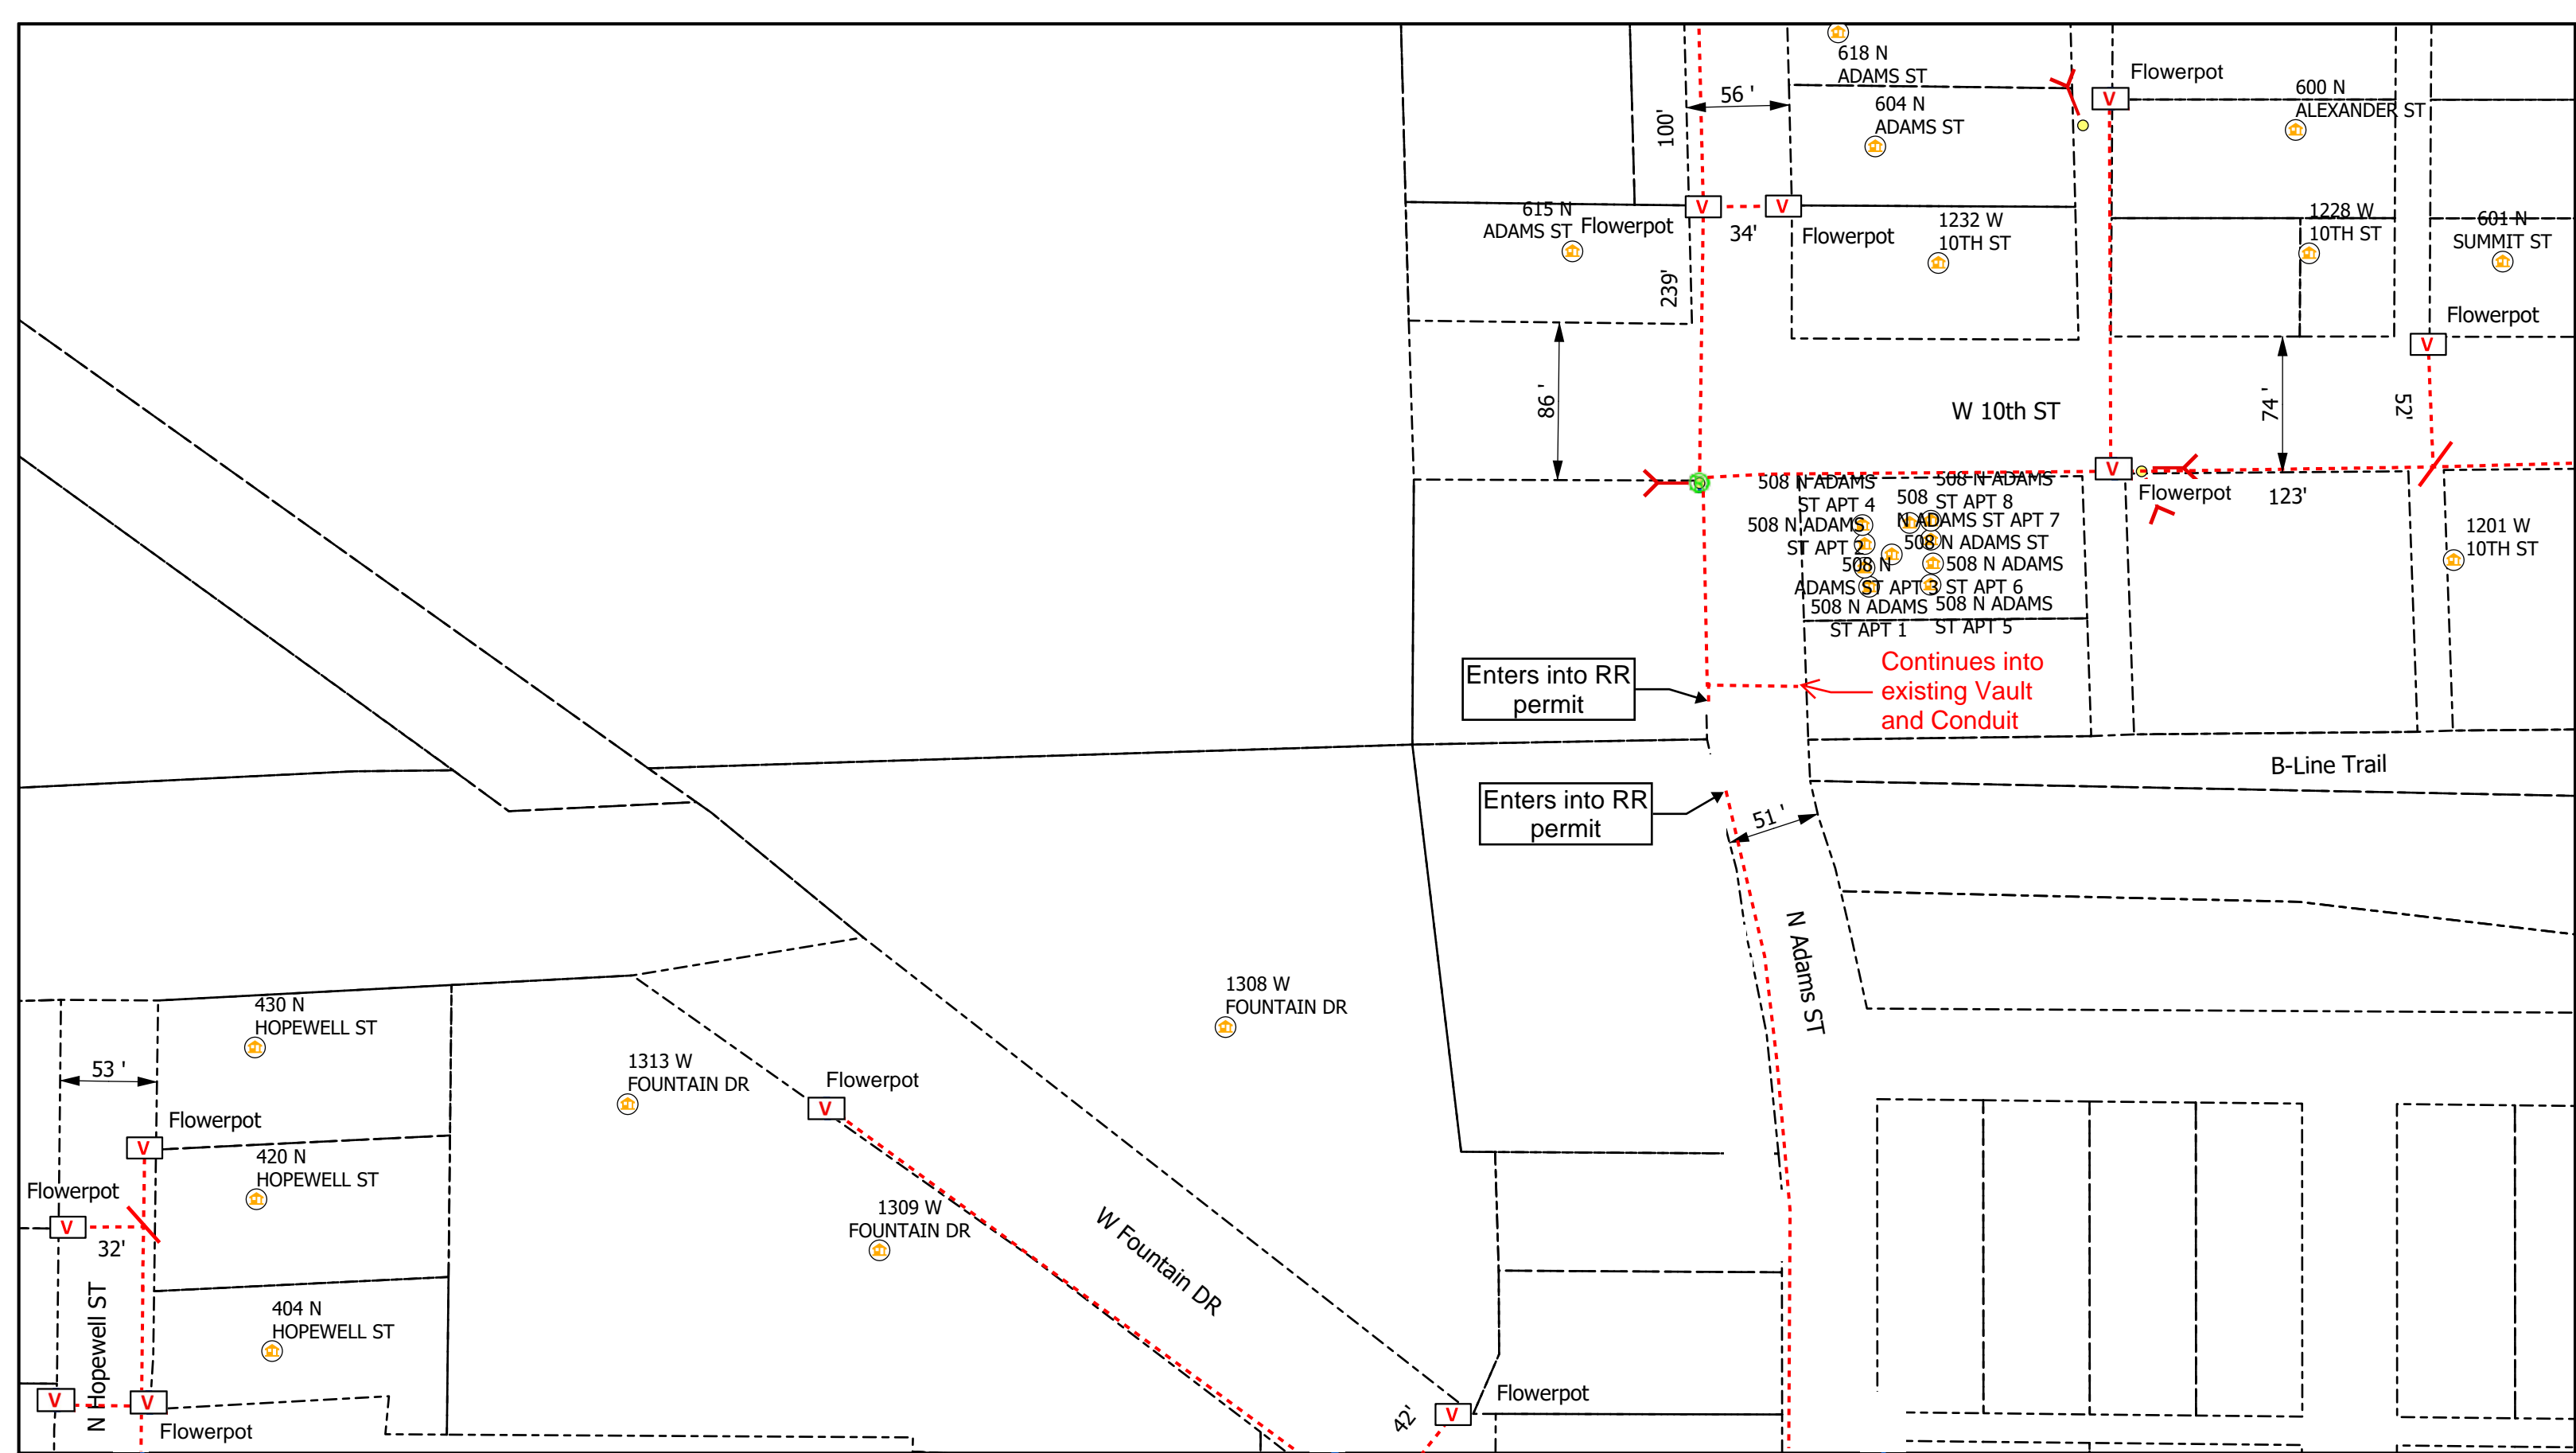 618 N
ADAMS ST
Flowerpot
V
56 '
100'
604 N
ADAMS ST
600 N
ALEXANDER ST
V
V
615 N
ADAMS ST
Flowerpot
34'
Flowerpot
1232 W
10TH ST
1228 W
10TH ST
601 N
SUMMIT ST
239'
Flowerpot
V
86 '
W 10th ST
74 '
52'
V
Flowerpot
123'
508 N ADAMS
ST APT 4
508 N ADAMS
ST APT 8
508
N ADAMS ST APT 7
508 N ADAMS
ST APT 2
508 N ADAMS ST
508 N
ADAMS ST APT 3
508 N ADAMS
ST APT 6
508 N ADAMS
ST APT 1
508 N ADAMS
ST APT 5
1201 W
10TH ST
Enters into RR
permit
Continues into
existing Vault
and Conduit
B-Line Trail
Enters into RR
permit
51 '
N Adams ST
430 N
HOPEWELL ST
1308 W
FOUNTAIN DR
53 '
1313 W
FOUNTAIN DR
Flowerpot
V
Flowerpot
V
420 N
HOPEWELL ST
Flowerpot
V
32'
1309 W
FOUNTAIN DR
W Fountain DR
N Hopewell ST
404 N
HOPEWELL ST
V
V
Flowerpot
42'
V
Flowerpot